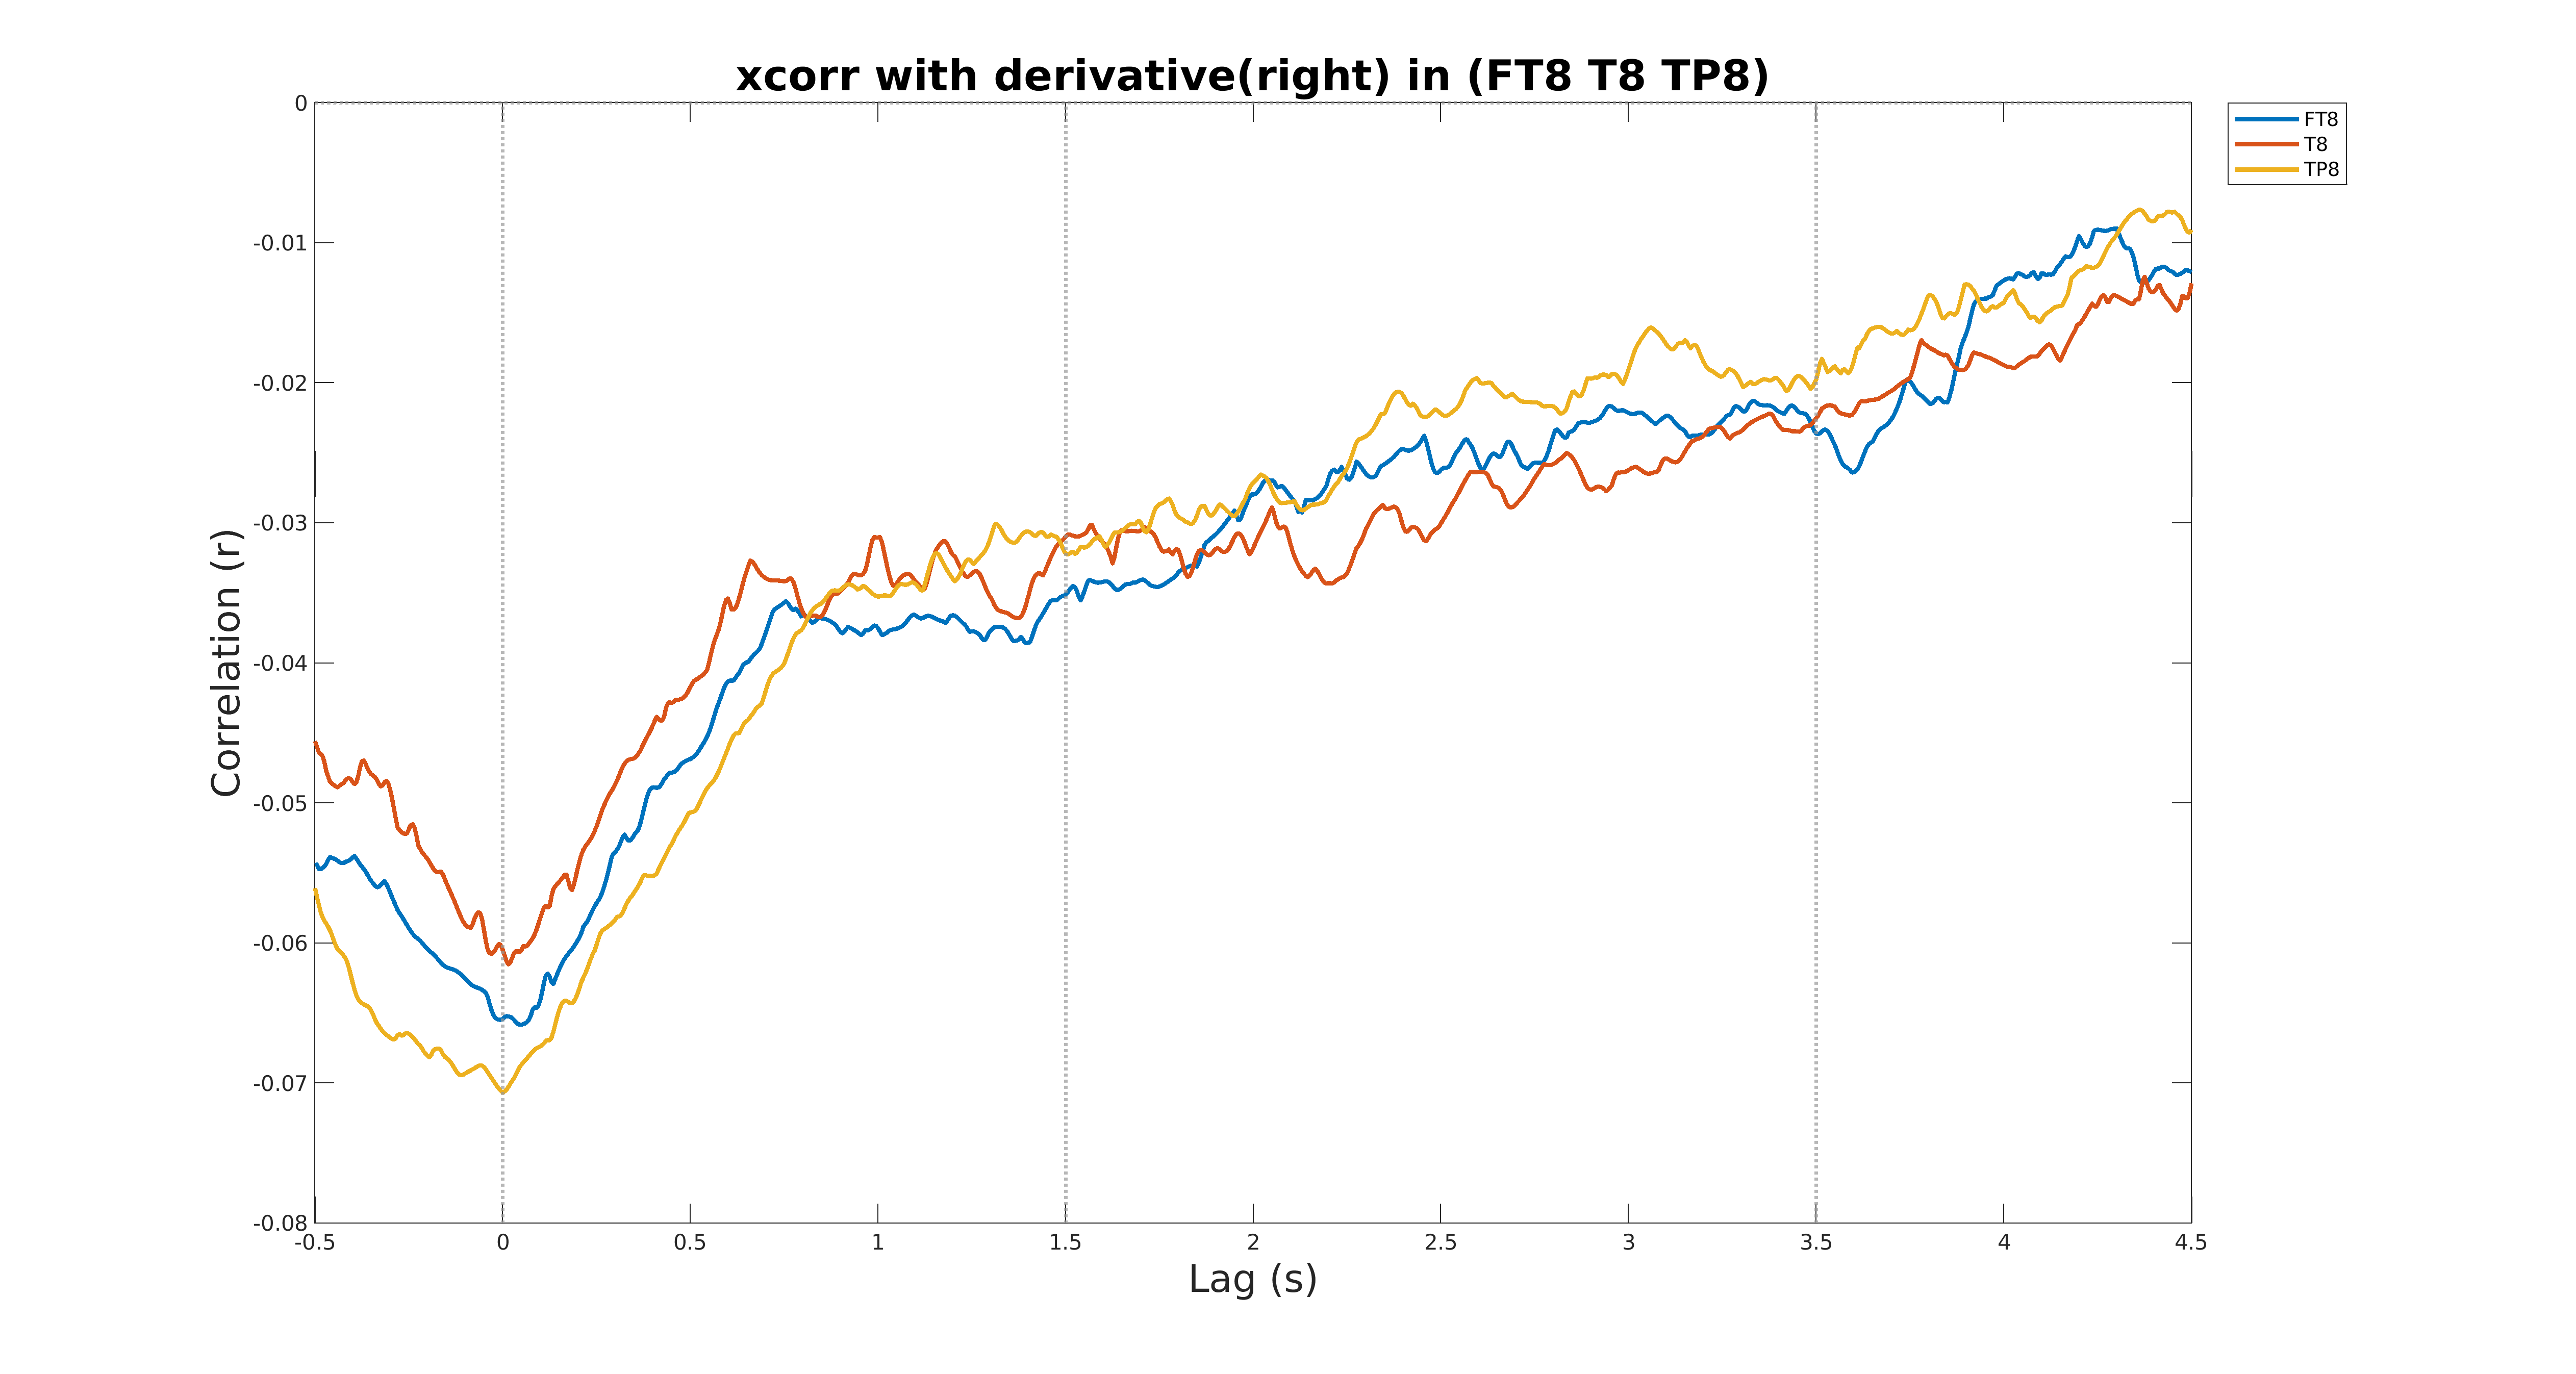 xcorr with derivative(right) in (FT8 T8 TP8)
FT8
T8
TP8
0
-0.01
-0.02
-0.03
-0.04
-0.05
-0.06
-0.07
-0.08
Correlation (r)
-0.5 0 0.5 1 1.5 2 2.5 3 3.5 4 4.5
Lag (s)